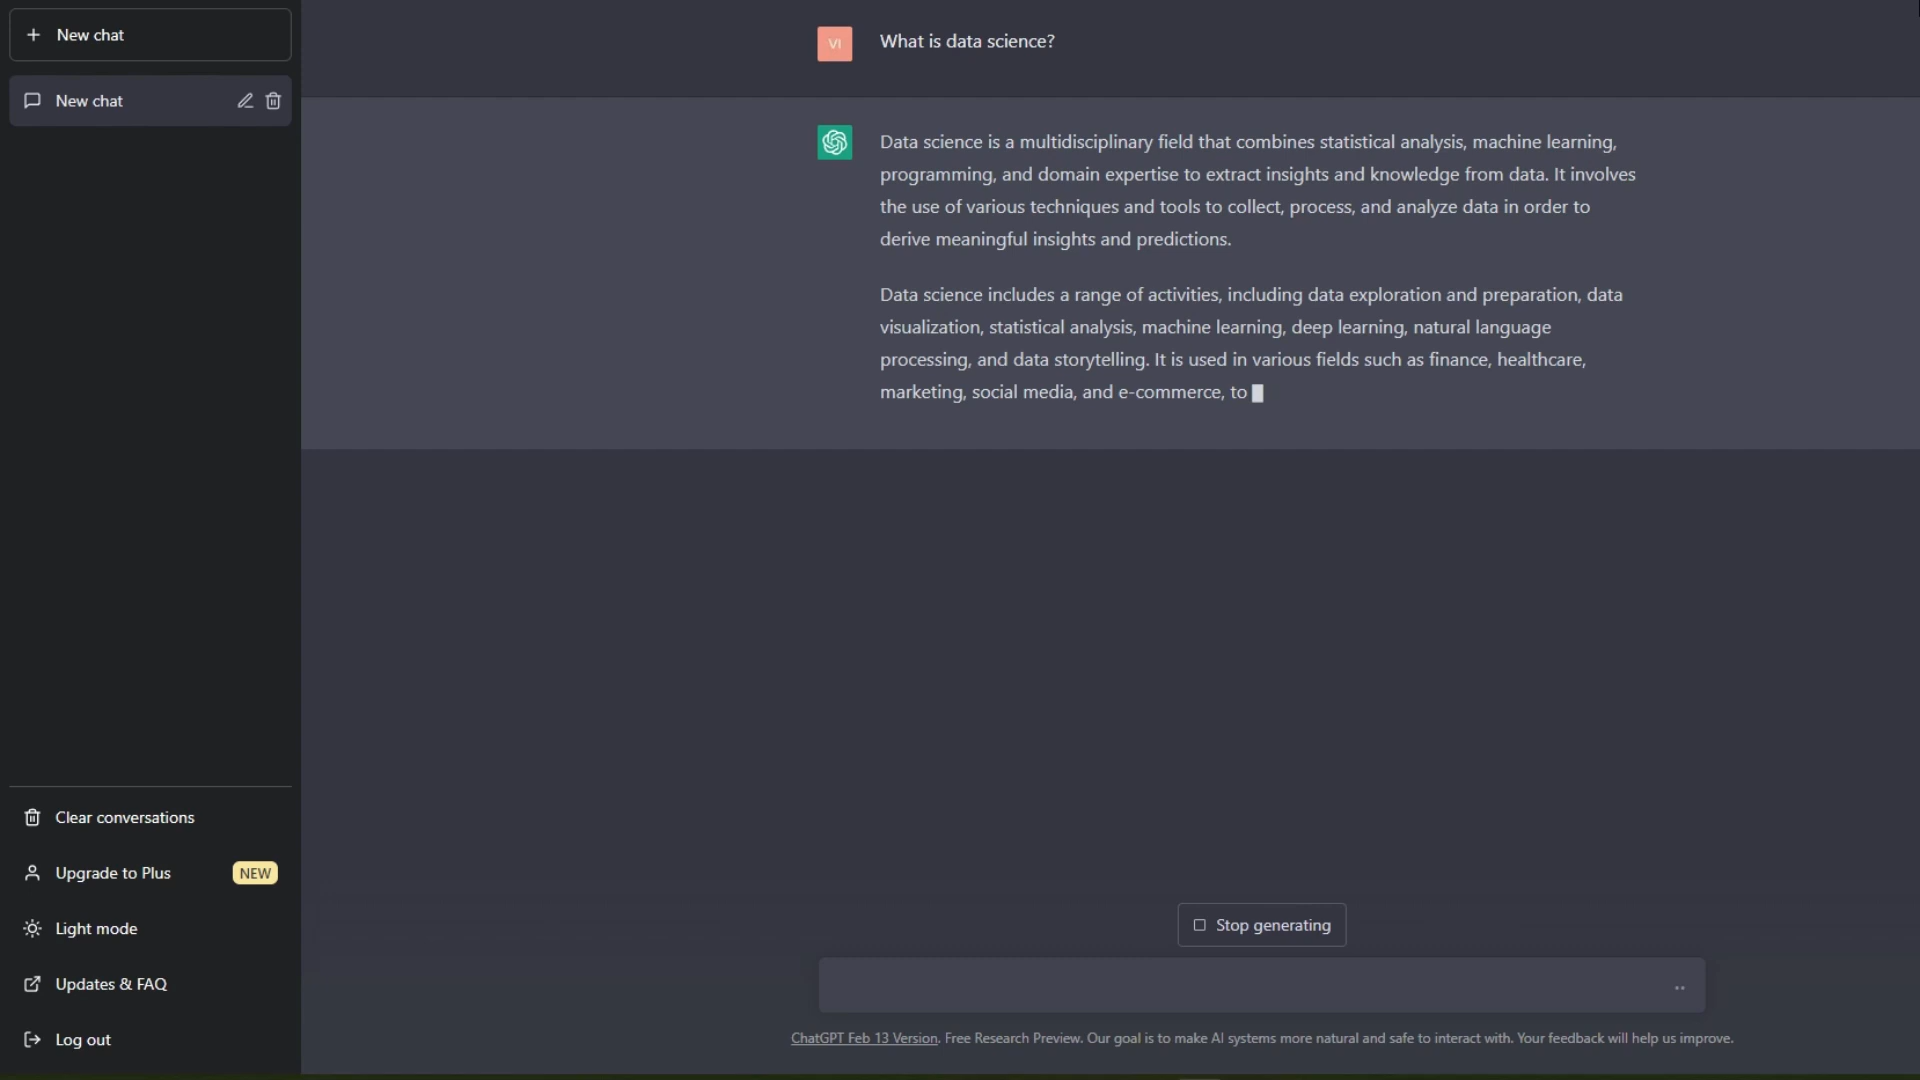 New chat
New chat
Clear conversations
Upgrade to Plus NEW
Light mode
Updates & FAQ
Log out
VI What is data science?
Data science is a multidisciplinary field that combines statistical analysis, machine learning,
programming, and domain expertise to extract insights and knowledge from data. It involves
the use of various techniques and tools to collect, process, and analyze data in order to
derive meaningful insights and predictions.
Data science includes a range of activities, including data exploration and preparation, data
visualization, statistical analysis, machine learning, deep learning, natural language
processing, and data storytelling. It is used in various fields such as finance, healthcare,
marketing, social media, and e-commerce, to
Stop generating
ChatGPT Feb 13 Version. Free Research Preview. Our goal is to make AI systems more natural and safe to interact with. Your feedback will help us improve.